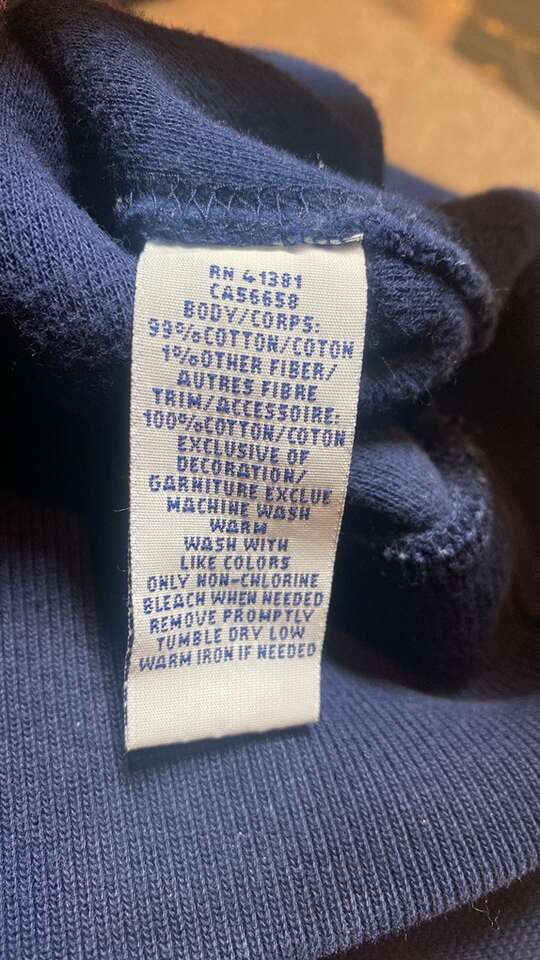 RN 41381
CA56658
BODY/CORPS:
99%COTTON/COTON
1%OTHER FIBER/
AUTRES FIBRE
TRIM/ACCESSOIRE:
100%COTTON/COTON
EXCLUSIVE OF
DECORATION/
GARNITURE EXCLUE
MACHINE WASH
WARM
WASH WITH
LIKE COLORS
ONLY NON-CHLORINE
BLEACH WHEN NEEDED
REMOVE PROMPTLY
TUMBLE DRY LOW
WARM IRON IF NEEDED